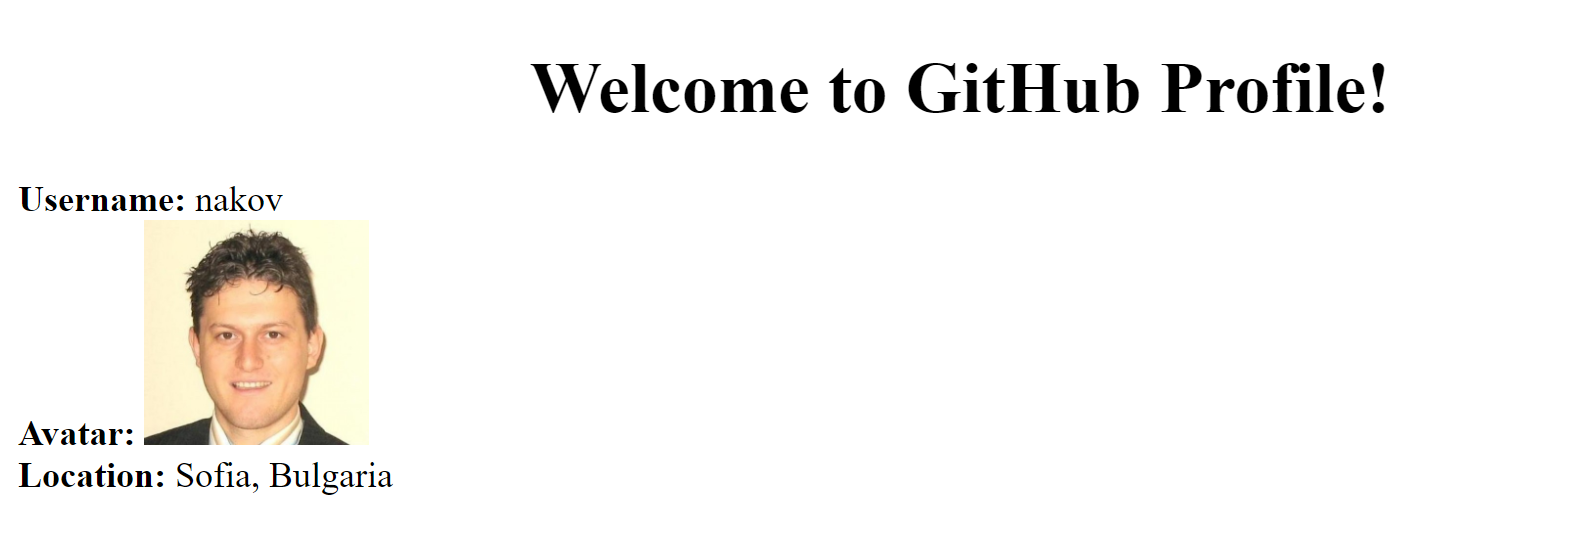 Welcome to GitHub Profile!
Username: nakov
Avatar:
Location: Sofia, Bulgaria